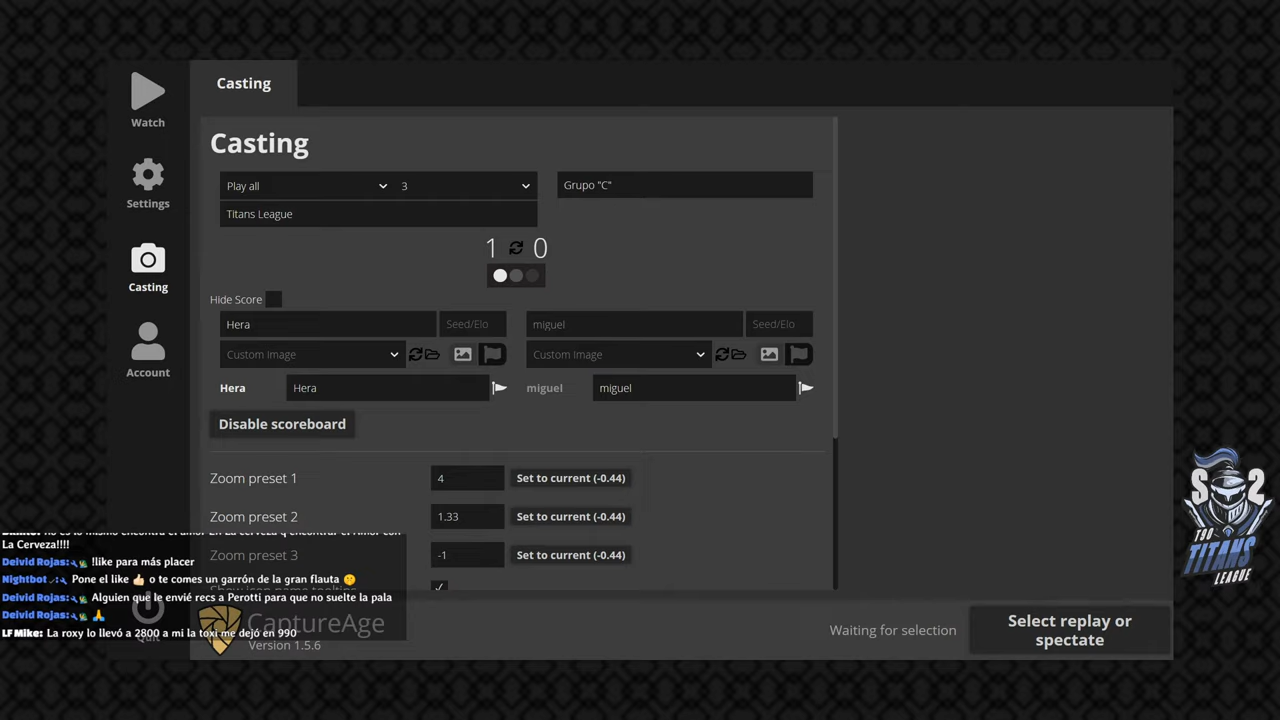 Casting
Watch
Casting
Play all
3
Grupo "C"
Settings
Titans League
1 0
Casting
Hide Score
Hera
Seed/Elo
miguel
Seed/Elo
Custom image
Custom image
Account
Hera
Hera
miguel
miguel
Disable scoreboard
Zoom preset 1
4
Set to current (-0.44)
Zoom preset 2
1.33
Set to current (-0.44)
La Cerveza!!!!
Zoom preset 3
-1
Set to current (-0.44)
Deivid Rojas: !like para más placer
Nightbot: Pone el like 👍🏻 o te comes un garrón de la gran flauta 🤫
Deivid Rojas: Alguien que le envié recs a Perotti para que no suelte la pala
Deivid Rojas: 🙏
LF Mike: La roxy lo llevó a 2800 a mi la toxi me dejó en 990
Quit
CaptureAge
Version 1.5.6
Waiting for selection
Select replay or
spectate
S 2
T90
TITANS
LEAGUE